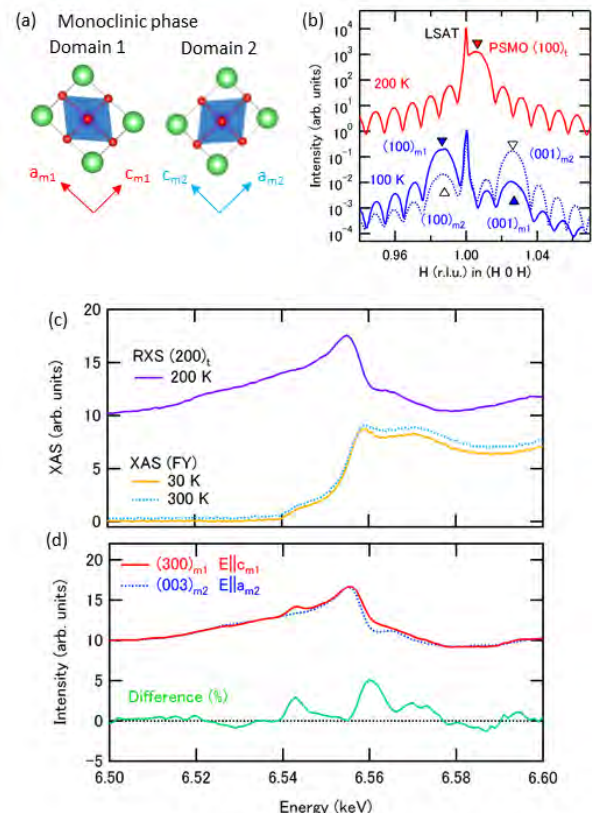 (a)
Monoclinic phase
Domain 1
Domain 2
a_m1
c_m1
c_m2
a_m2
(b)
LSAT
PSMO (100)_t
200 K
(100)_m1
(001)_m2
100 K
(100)_m2
(001)_m1
Intensity (arb. units)
10^4
10^3
10^2
10^1
10^0
10^-1
10^-2
10^-3
10^-4
0.96
1.00
1.04
H (r.l.u.) in (H 0 H)
(c)
RXS (200)_t
200 K
XAS (FY)
30 K
300 K
XAS (arb. units)
20
15
10
5
0
(d)
(300)_m1 E||c_m1
(003)_m2 E||a_m2
Difference (%)
Intensity (arb. units)
20
15
10
5
0
-5
6.50
6.52
6.54
6.56
6.58
6.60
Energy (keV)